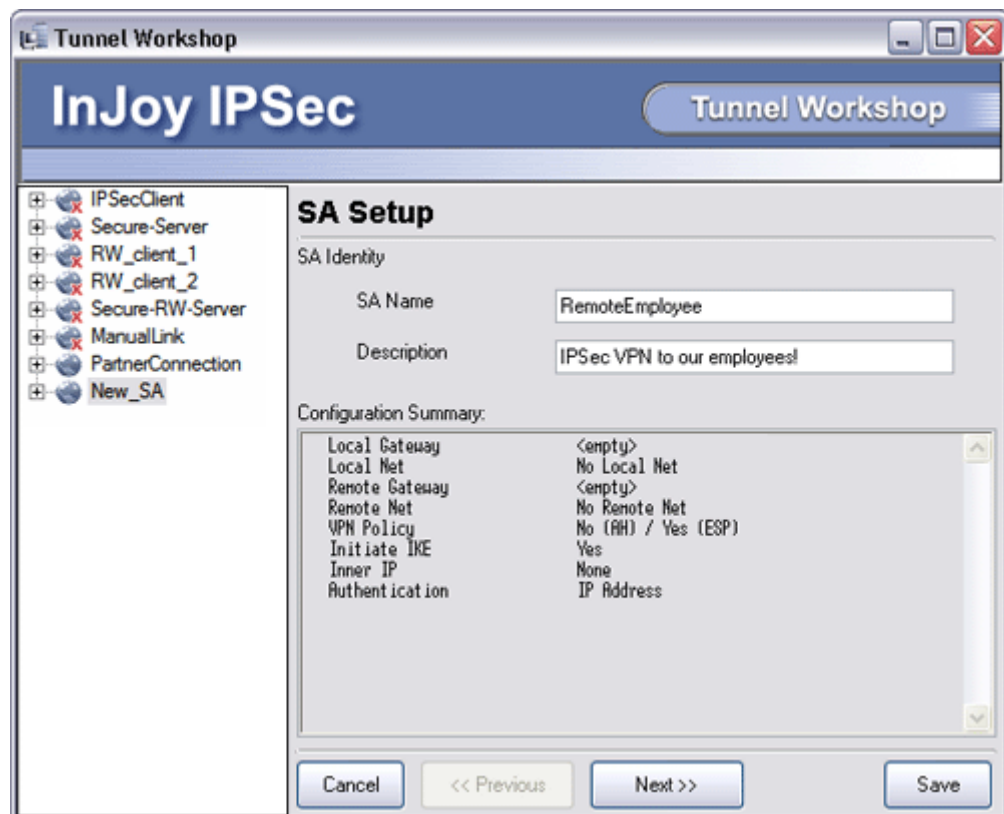 Tunnel Workshop
InJoy IPSec
Tunnel Workshop
IPSecClient
Secure-Server
RW_client_1
RW_client_2
Secure-RW-Server
ManualLink
PartnerConnection
New_SA
SA Setup
SA Identity
SA Name RemoteEmployee
Description IPSec VPN to our employees!
Configuration Summary:
Local Gateway <empty>
Local Net No Local Net
Remote Gateway <empty>
Remote Net No Remote Net
VPN Policy No (AH) / Yes (ESP)
Initiate IKE Yes
Inner IP None
Authentication IP Address
Cancel << Previous Next >> Save